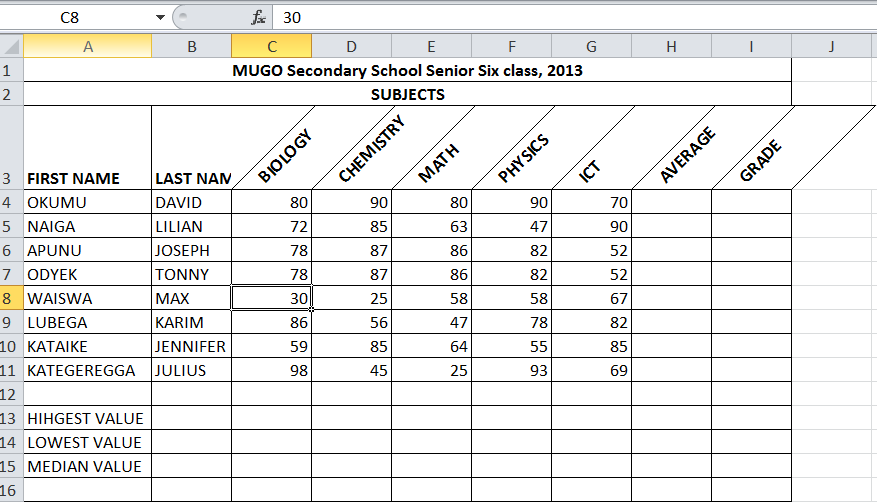 C8 fx 30
A B C D E F G H I J
1 MUGO Secondary School Senior Six class, 2013
2 SUBJECTS
3 FIRST NAME LAST NAM BIOLOGY CHEMISTRY MATH PHYSICS ICT AVERAGE GRADE
4 OKUMU DAVID 80 90 80 90 70
5 NAIGA LILIAN 72 85 63 47 90
6 APUNU JOSEPH 78 87 86 82 52
7 ODYEK TONNY 78 87 86 82 52
8 WAISWA MAX 30 25 58 58 67
9 LUBEGA KARIM 86 56 47 78 82
10 KATAIKE JENNIFER 59 85 64 55 85
11 KATEGEREGGA JULIUS 98 45 25 93 69
12
13 HIHGEST VALUE
14 LOWEST VALUE
15 MEDIAN VALUE
16